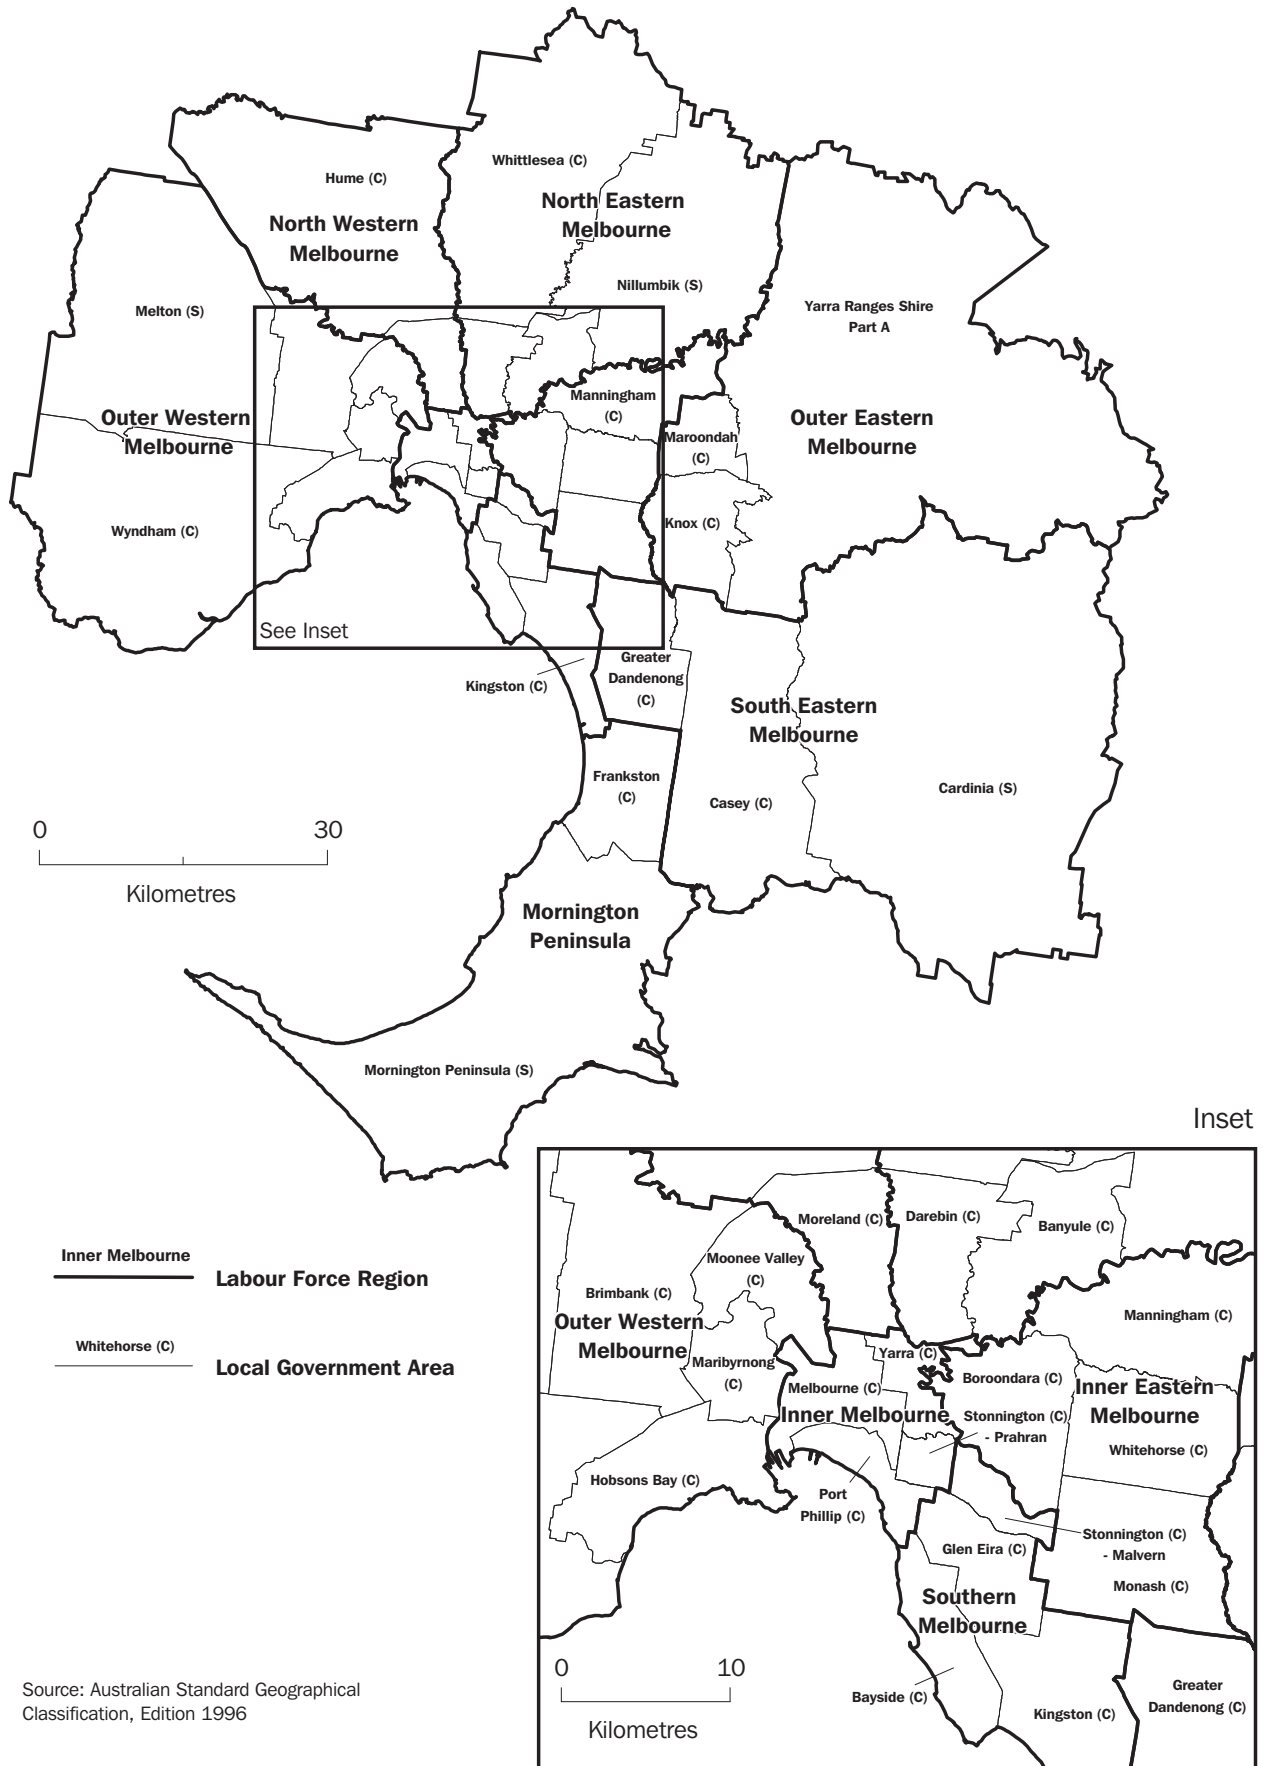 Whittlesea (C)
Hume (C)
North Eastern
Melbourne
North Western
Melbourne
Nillumbik (S)
Melton (S)
Yarra Ranges Shire
Part A
Manningham
(C)
Outer Western
Melbourne
Outer Eastern
Melbourne
Maroondah
(C)
Knox (C)
Wyndham (C)
See Inset
Greater
Dandenong
(C)
Kingston (C)
South Eastern
Melbourne
Frankston
(C)
Casey (C)
Cardinia (S)
0 30
Kilometres
Mornington
Peninsula
Mornington Peninsula (S)
Inset
Inner Melbourne
Labour Force Region
Whitehorse (C)
Local Government Area
Moreland (C)
Darebin (C)
Banyule (C)
Moonee Valley
(C)
Brimbank (C)
Outer Western
Melbourne
Manningham (C)
Maribyrnong
(C)
Yarra (C)
Melbourne (C)
Inner Melbourne
Boroondara (C)
Inner Eastern
Melbourne
Stonnington (C)
- Prahran
Whitehorse (C)
Hobsons Bay (C)
Port
Phillip (C)
Stonnington (C)
- Malvern
Glen Eira (C)
Monash (C)
Southern
Melbourne
Bayside (C)
Kingston (C)
Greater
Dandenong (C)
0 10
Kilometres
Source: Australian Standard Geographical
Classification, Edition 1996